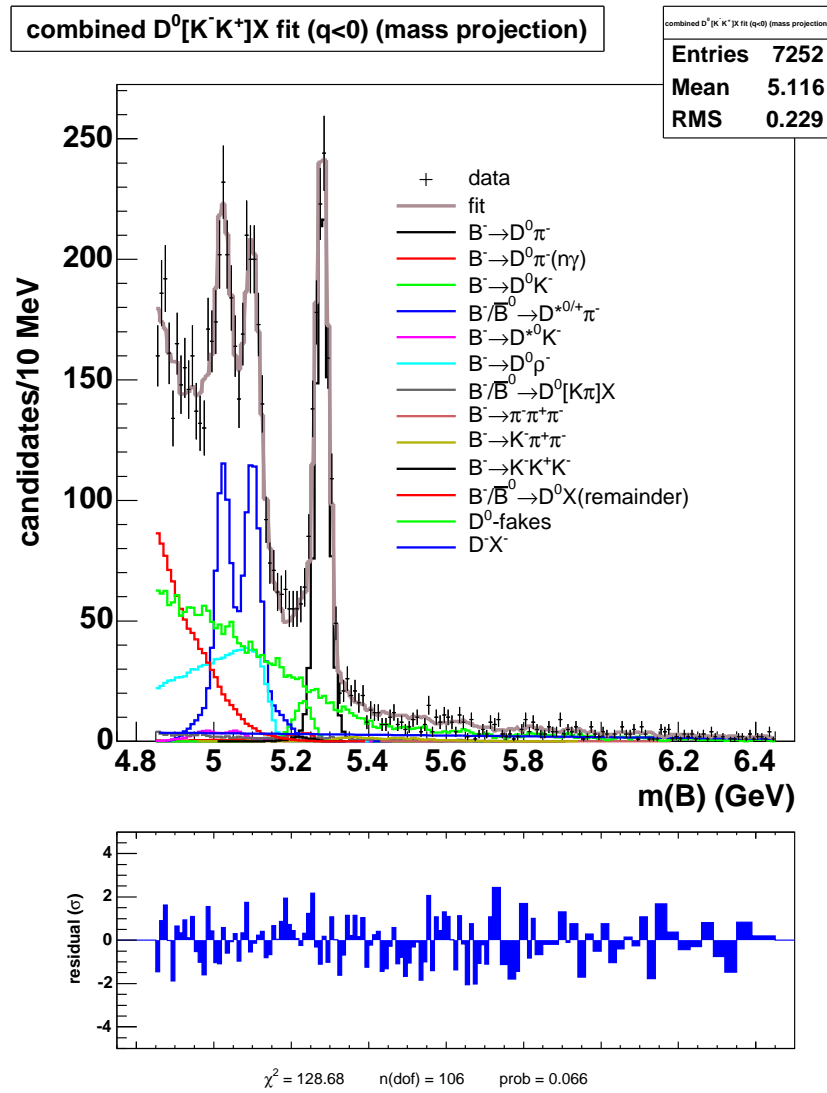 combined D⁰[K⁻K⁺]X fit (q<0) (mass projection)
combined D⁰[K⁻K⁺]X fit (q<0) (mass projection)
Entries 7252
Mean 5.116
RMS 0.229
candidates/10 MeV
250
200
150
100
50
0
data
fit
B⁻→D⁰π⁻
B⁻→D⁰π⁻(nγ)
B⁻→D⁰K⁻
B⁻/B̅⁰→D*⁰/⁺π⁻
B⁻→D*⁰K⁻
B⁻→D⁰ρ⁻
B⁻/B̅⁰→D⁰[Kπ]X
B⁻→π⁻π⁺π⁻
B⁻→K⁻π⁺π⁻
B⁻→K⁻K⁺K⁻
B⁻/B̅⁰→D⁰X(remainder)
D⁰-fakes
D⁻X⁻
4.8 5 5.2 5.4 5.6 5.8 6 6.2 6.4
m(B) (GeV)
residual (σ)
4
2
0
-2
-4
χ² = 128.68 n(dof) = 106 prob = 0.066